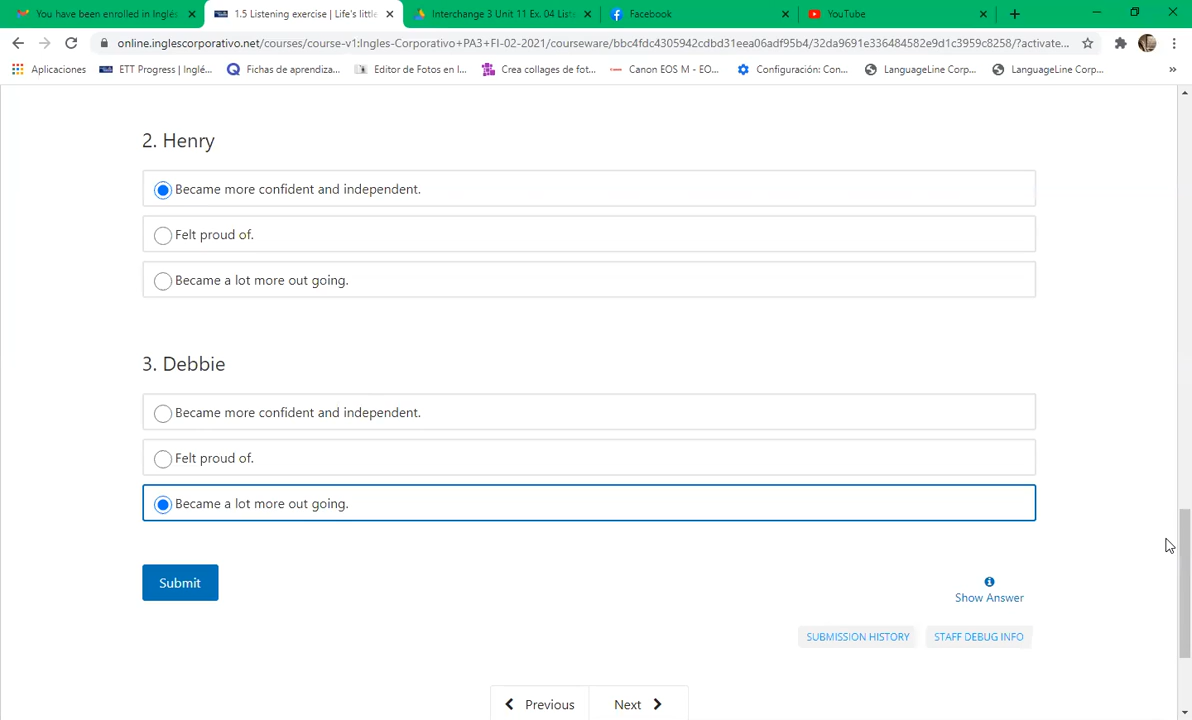 You have been enrolled in Inglés
1.5 Listening exercise | Life's little
Interchange 3 Unit 11 Ex. 04 Liste
Facebook
YouTube
online.inglescorporativo.net/courses/course-v1:Ingles-Corporativo+PA3+FI-02-2021/courseware/bbc4fdc4305942cdbd31eea06adf95b4/32da9691e336484582e9d1c3959c8258/?activate...
Aplicaciones
ETT Progress | Inglé...
Fichas de aprendiza...
Editor de Fotos en l...
Crea collages de fot...
Canon EOS M - EO...
Configuración: Con...
LanguageLine Corp...
LanguageLine Corp...
2. Henry
Became more confident and independent.
Felt proud of.
Became a lot more out going.
3. Debbie
Became more confident and independent.
Felt proud of.
Became a lot more out going.
Submit
Show Answer
SUBMISSION HISTORY
STAFF DEBUG INFO
Previous
Next